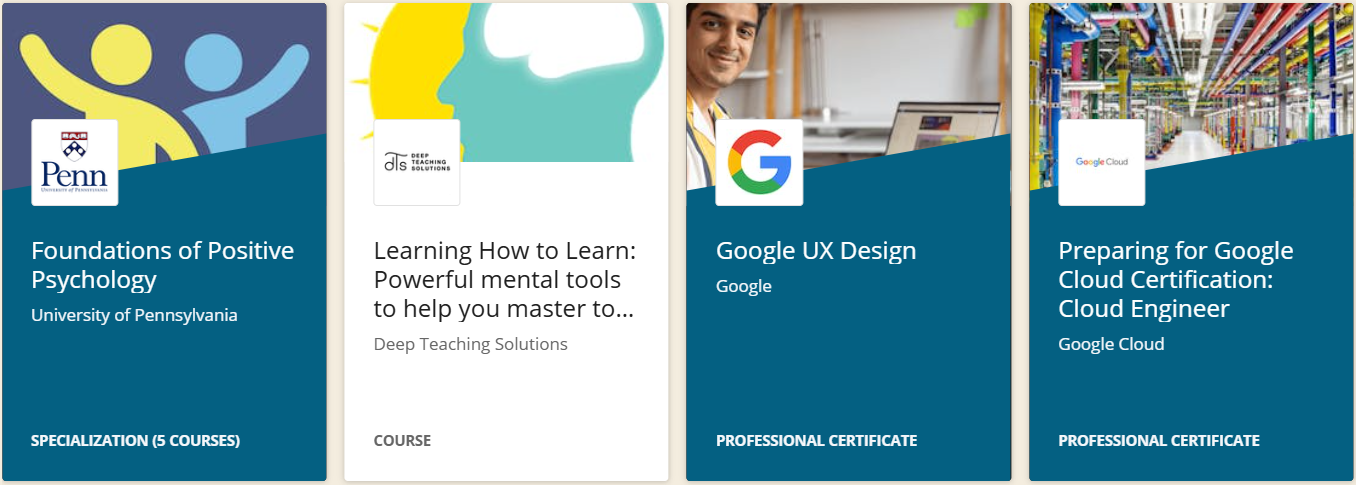 Penn
UNIVERSITY of PENNSYLVANIA
Foundations of Positive
Psychology
University of Pennsylvania
SPECIALIZATION (5 COURSES)
dTs DEEP
TEACHING
SOLUTIONS
Learning How to Learn:
Powerful mental tools
to help you master to...
Deep Teaching Solutions
COURSE
G
Google UX Design
Google
PROFESSIONAL CERTIFICATE
Google Cloud
Preparing for Google
Cloud Certification:
Cloud Engineer
Google Cloud
PROFESSIONAL CERTIFICATE